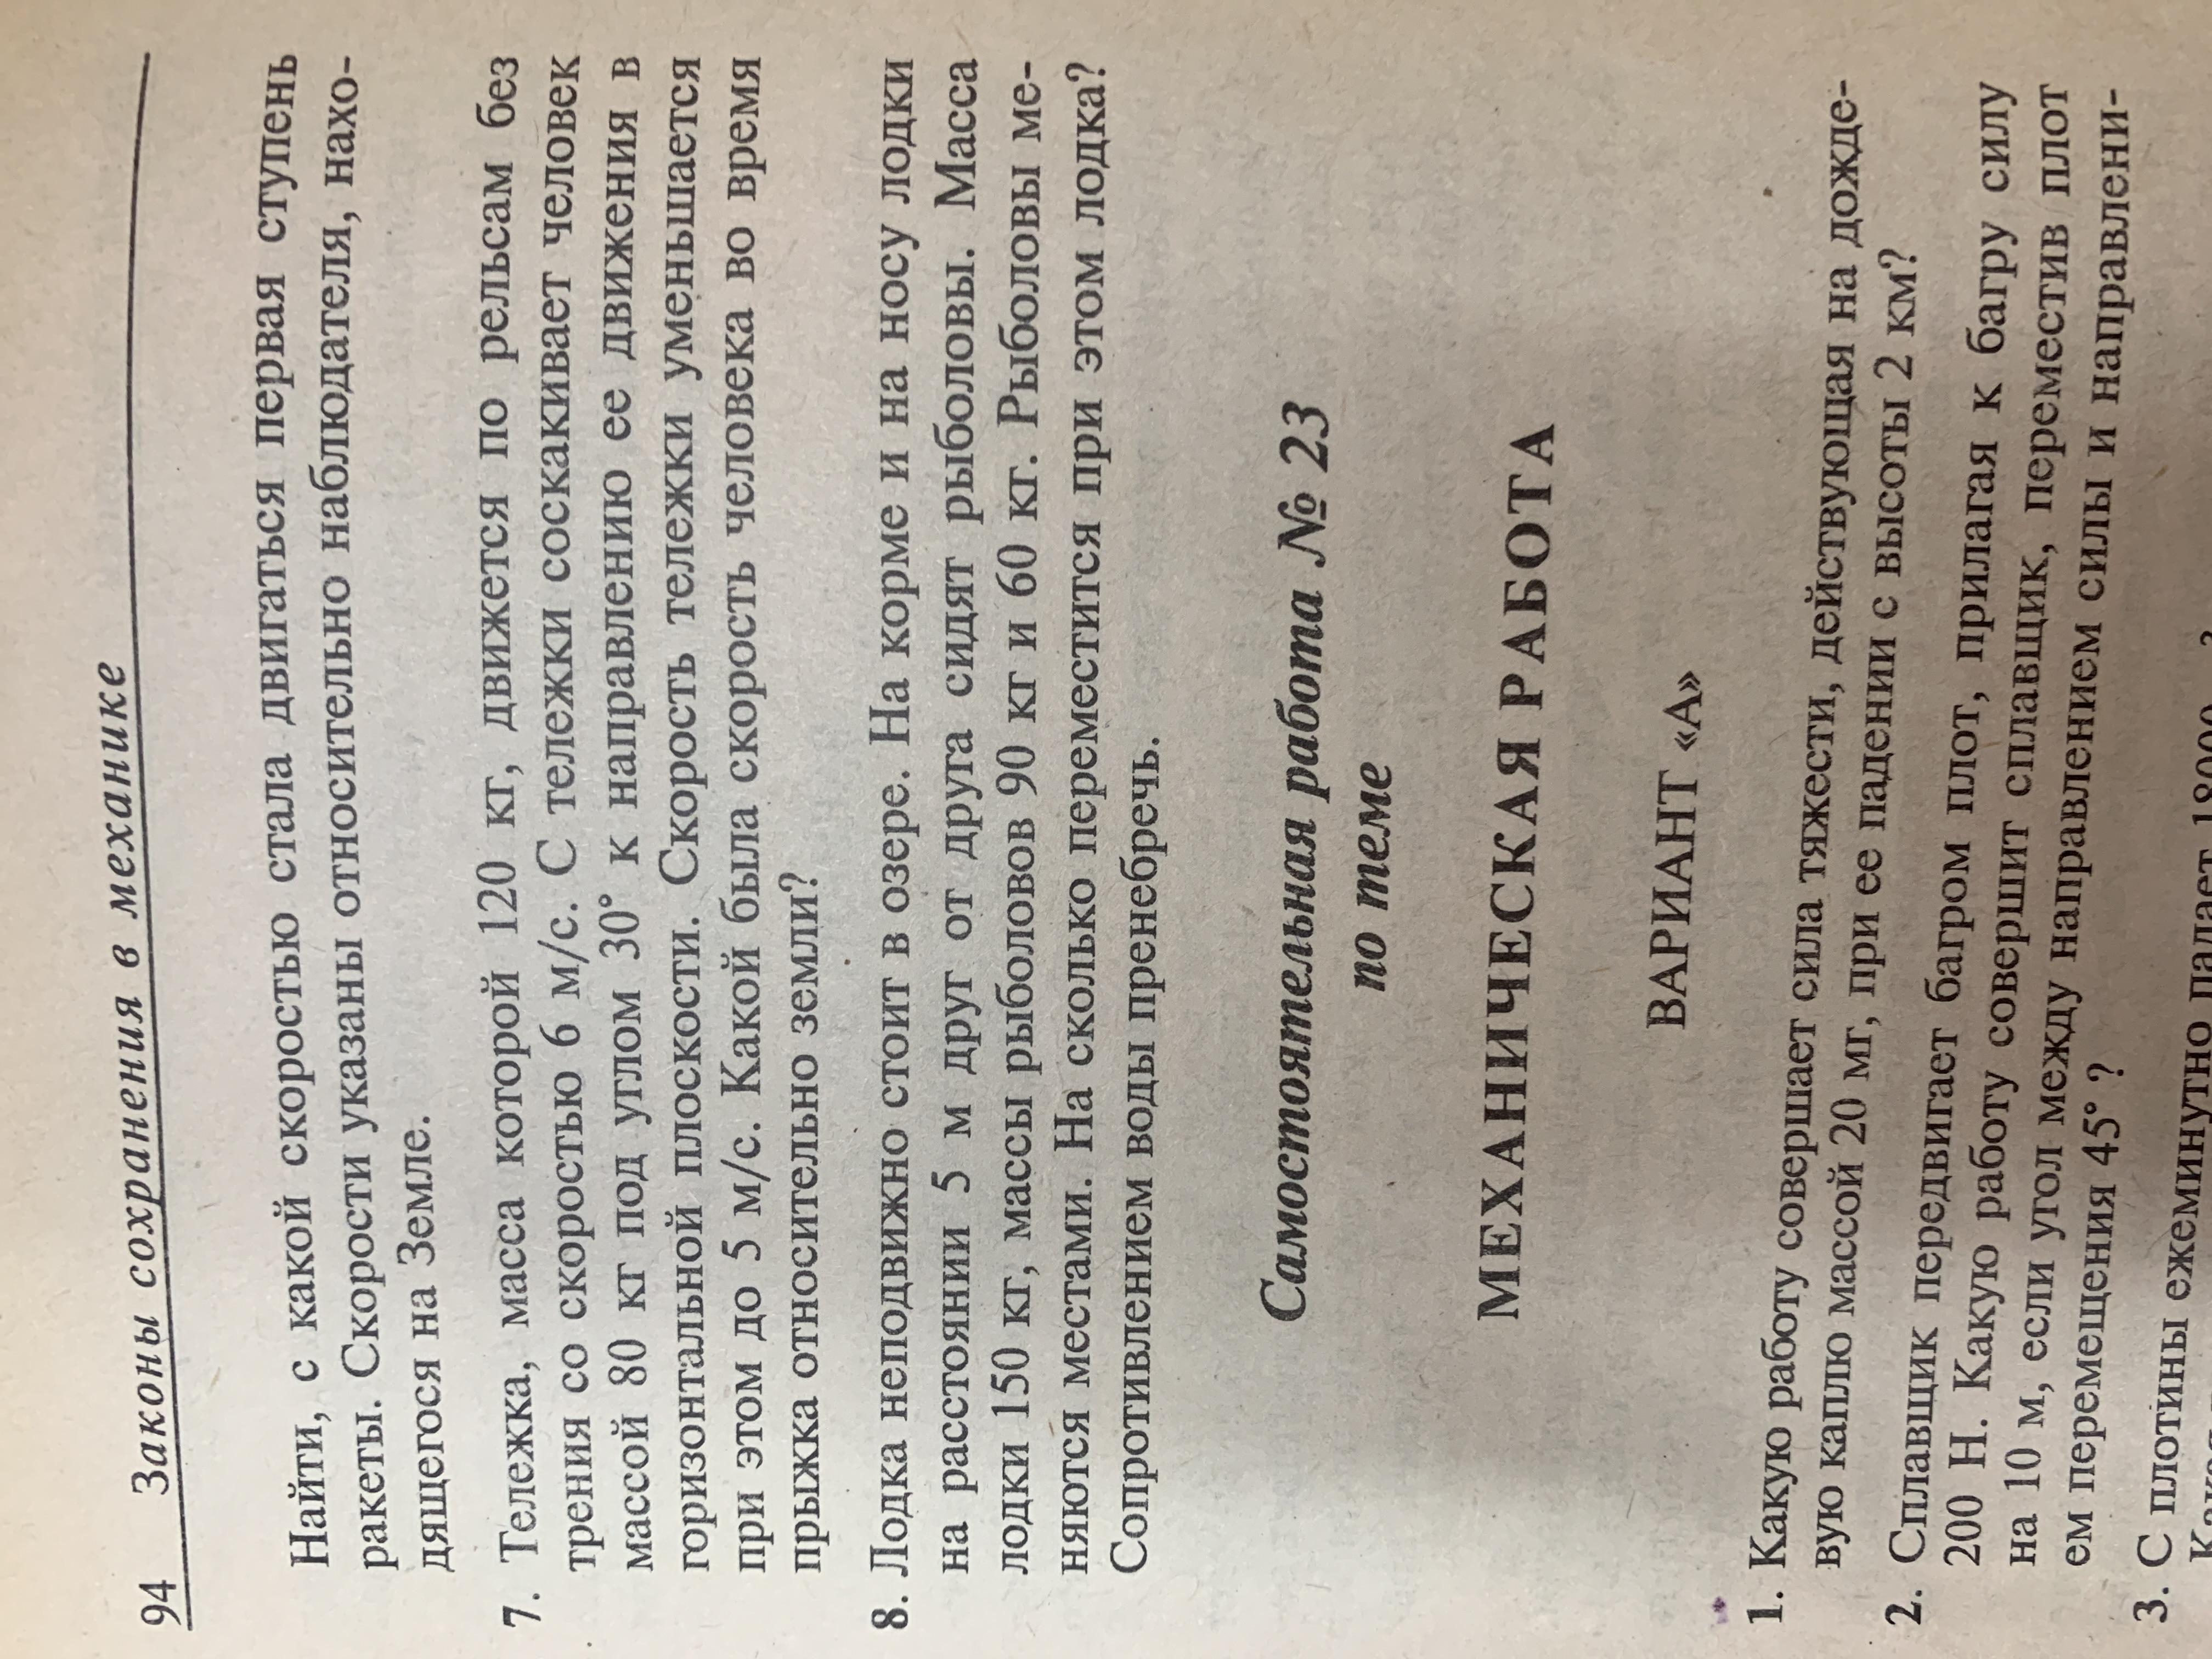 94 Законы сохранения в механике
Найти, с какой скоростью стала двигаться первая ступень
ракеты. Скорости указаны относительно наблюдателя, нахо-
дящегося на Земле.
7. Тележка, масса которой 120 кг, движется по рельсам без
трения со скоростью 6 м/с. С тележки соскакивает человек
массой 80 кг под углом 30° к направлению ее движения в
горизонтальной плоскости. Скорость тележки уменьшается
при этом до 5 м/с. Какой была скорость человека во время
прыжка относительно земли?
8. Лодка неподвижно стоит в озере. На корме и на носу лодки
на расстоянии 5 м друг от друга сидят рыболовы. Масса
лодки 150 кг, массы рыболовов 90 кг и 60 кг. Рыболовы ме-
няются местами. На сколько переместится при этом лодка?
Сопротивлением воды пренебречь.
Самостоятельная работа № 23
по теме
МЕХАНИЧЕСКАЯ РАБОТА
ВАРИАНТ «А»
1. Какую работу совершает сила тяжести, действующая на дожде-
вую каплю массой 20 мг, при ее падении с высоты 2 км?
2. Сплавщик передвигает багром плот, прилагая к багру силу
200 Н. Какую работу совершит сплавщик, переместив плот
на 10 м, если угол между направлением силы и направлени-
ем перемещения 45° ?
3. С плотины ежеминутно падает 1800